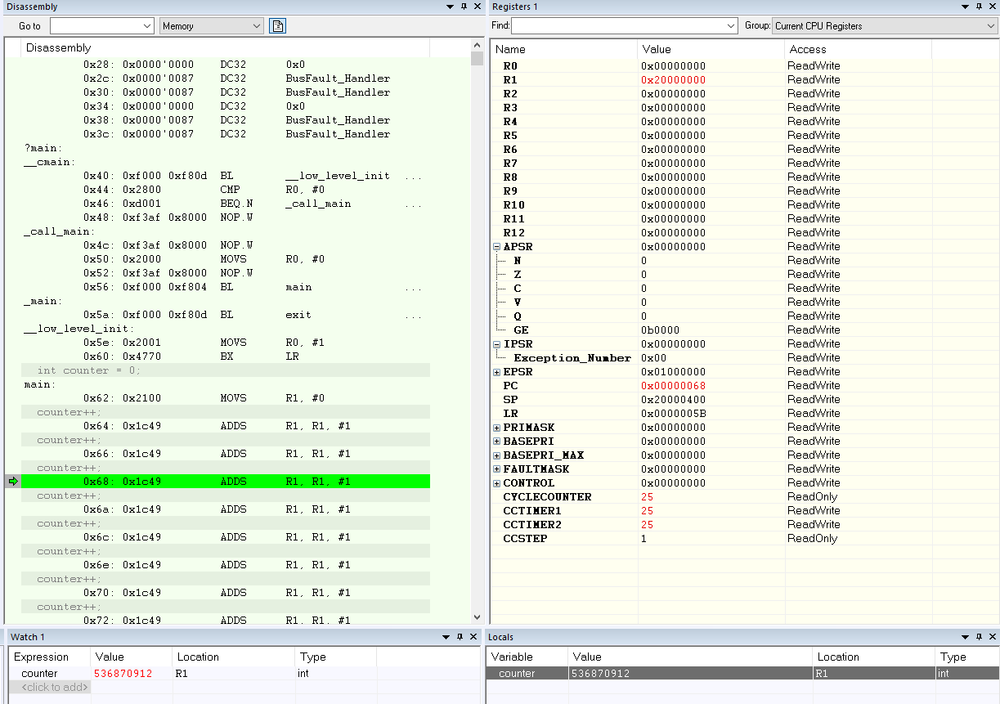 Disassembly
Go to Memory
Disassembly
0x28: 0x0000'0000 DC32 0x0
0x2c: 0x0000'0087 DC32 BusFault_Handler
0x30: 0x0000'0087 DC32 BusFault_Handler
0x34: 0x0000'0000 DC32 0x0
0x38: 0x0000'0087 DC32 BusFault_Handler
0x3c: 0x0000'0087 DC32 BusFault_Handler
?main:
__cmain:
0x40: 0xf000 0xf80d BL __low_level_init ...
0x44: 0x2800 CMP R0, #0
0x46: 0xd001 BEQ.N _call_main ...
0x48: 0xf3af 0x8000 NOP.W
_call_main:
0x4c: 0xf3af 0x8000 NOP.W
0x50: 0x2000 MOVS R0, #0
0x52: 0xf3af 0x8000 NOP.W
0x56: 0xf000 0xf804 BL main ...
_main:
0x5a: 0xf000 0xf80d BL exit ...
__low_level_init:
0x5e: 0x2001 MOVS R0, #1
0x60: 0x4770 BX LR
int counter = 0;
main:
0x62: 0x2100 MOVS R1, #0
counter++;
0x64: 0x1c49 ADDS R1, R1, #1
counter++;
0x66: 0x1c49 ADDS R1, R1, #1
counter++;
0x68: 0x1c49 ADDS R1, R1, #1
counter++;
0x6a: 0x1c49 ADDS R1, R1, #1
counter++;
0x6c: 0x1c49 ADDS R1, R1, #1
counter++;
0x6e: 0x1c49 ADDS R1, R1, #1
counter++;
0x70: 0x1c49 ADDS R1, R1, #1
counter++;
0x72: 0x1c49 ADDS R1, R1, #1
Registers 1
Find: Group: Current CPU Registers
Name Value Access
R0 0x00000000 ReadWrite
R1 0x20000000 ReadWrite
R2 0x00000000 ReadWrite
R3 0x00000000 ReadWrite
R4 0x00000000 ReadWrite
R5 0x00000000 ReadWrite
R6 0x00000000 ReadWrite
R7 0x00000000 ReadWrite
R8 0x00000000 ReadWrite
R9 0x00000000 ReadWrite
R10 0x00000000 ReadWrite
R11 0x00000000 ReadWrite
R12 0x00000000 ReadWrite
APSR 0x00000000 ReadWrite
N 0 ReadWrite
Z 0 ReadWrite
C 0 ReadWrite
V 0 ReadWrite
Q 0 ReadWrite
GE 0b0000 ReadWrite
IPSR 0x00000000 ReadWrite
Exception_Number 0x00 ReadWrite
EPSR 0x01000000 ReadWrite
PC 0x00000068 ReadWrite
SP 0x20000400 ReadWrite
LR 0x0000005B ReadWrite
PRIMASK 0x00000000 ReadWrite
BASEPRI 0x00000000 ReadWrite
BASEPRI_MAX 0x00000000 ReadWrite
FAULTMASK 0x00000000 ReadWrite
CONTROL 0x00000000 ReadWrite
CYCLECOUNTER 25 ReadOnly
CCTIMER1 25 ReadWrite
CCTIMER2 25 ReadWrite
CCSTEP 1 ReadOnly
Watch 1
Expression Value Location Type
counter 536870912 R1 int
<click to add>
Locals
Variable Value Location Type
counter 536870912 R1 int